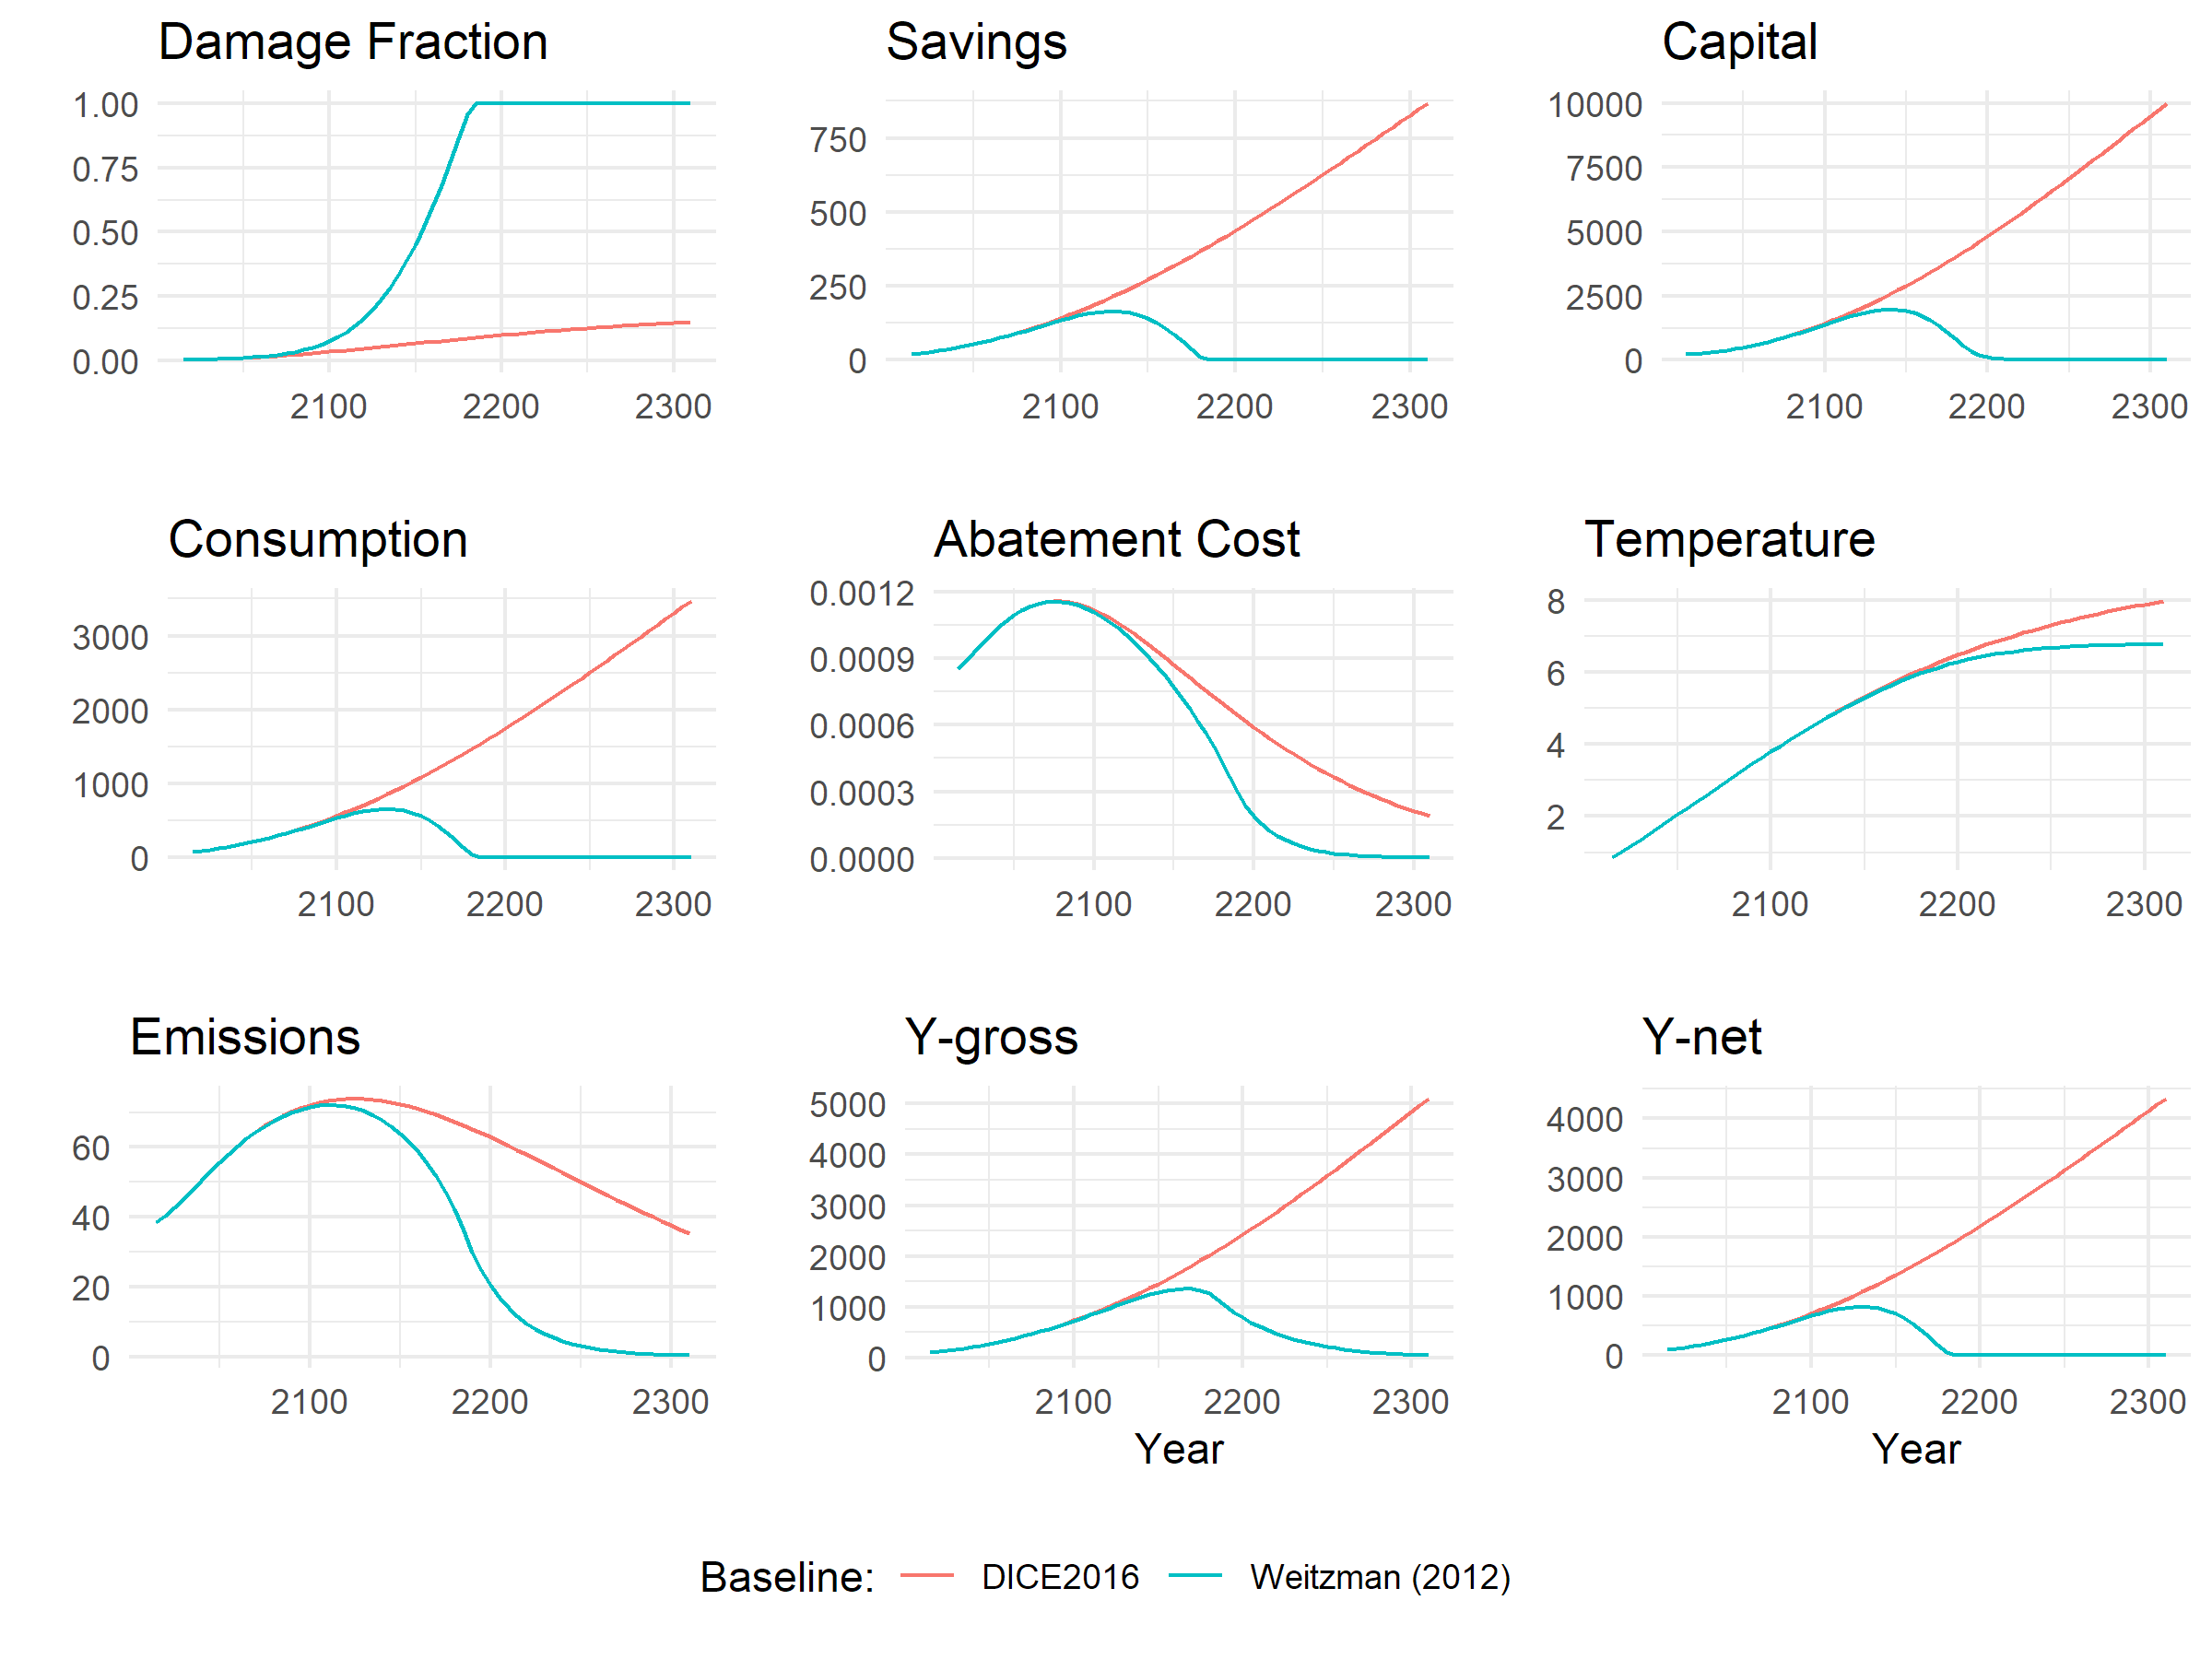 Damage Fraction
1.00
0.75
0.50
0.25
0.00
2100 2200 2300
Savings
750
500
250
0
2100 2200 2300
Capital
10000
7500
5000
2500
0
2100 2200 2300
Consumption
3000
2000
1000
0
2100 2200 2300
Abatement Cost
0.0012
0.0009
0.0006
0.0003
0.0000
2100 2200 2300
Temperature
8
6
4
2
2100 2200 2300
Emissions
60
40
20
0
2100 2200 2300
Y-gross
5000
4000
3000
2000
1000
0
2100 2200 2300
Year
Y-net
4000
3000
2000
1000
0
2100 2200 2300
Year
Baseline: DICE2016 Weitzman (2012)